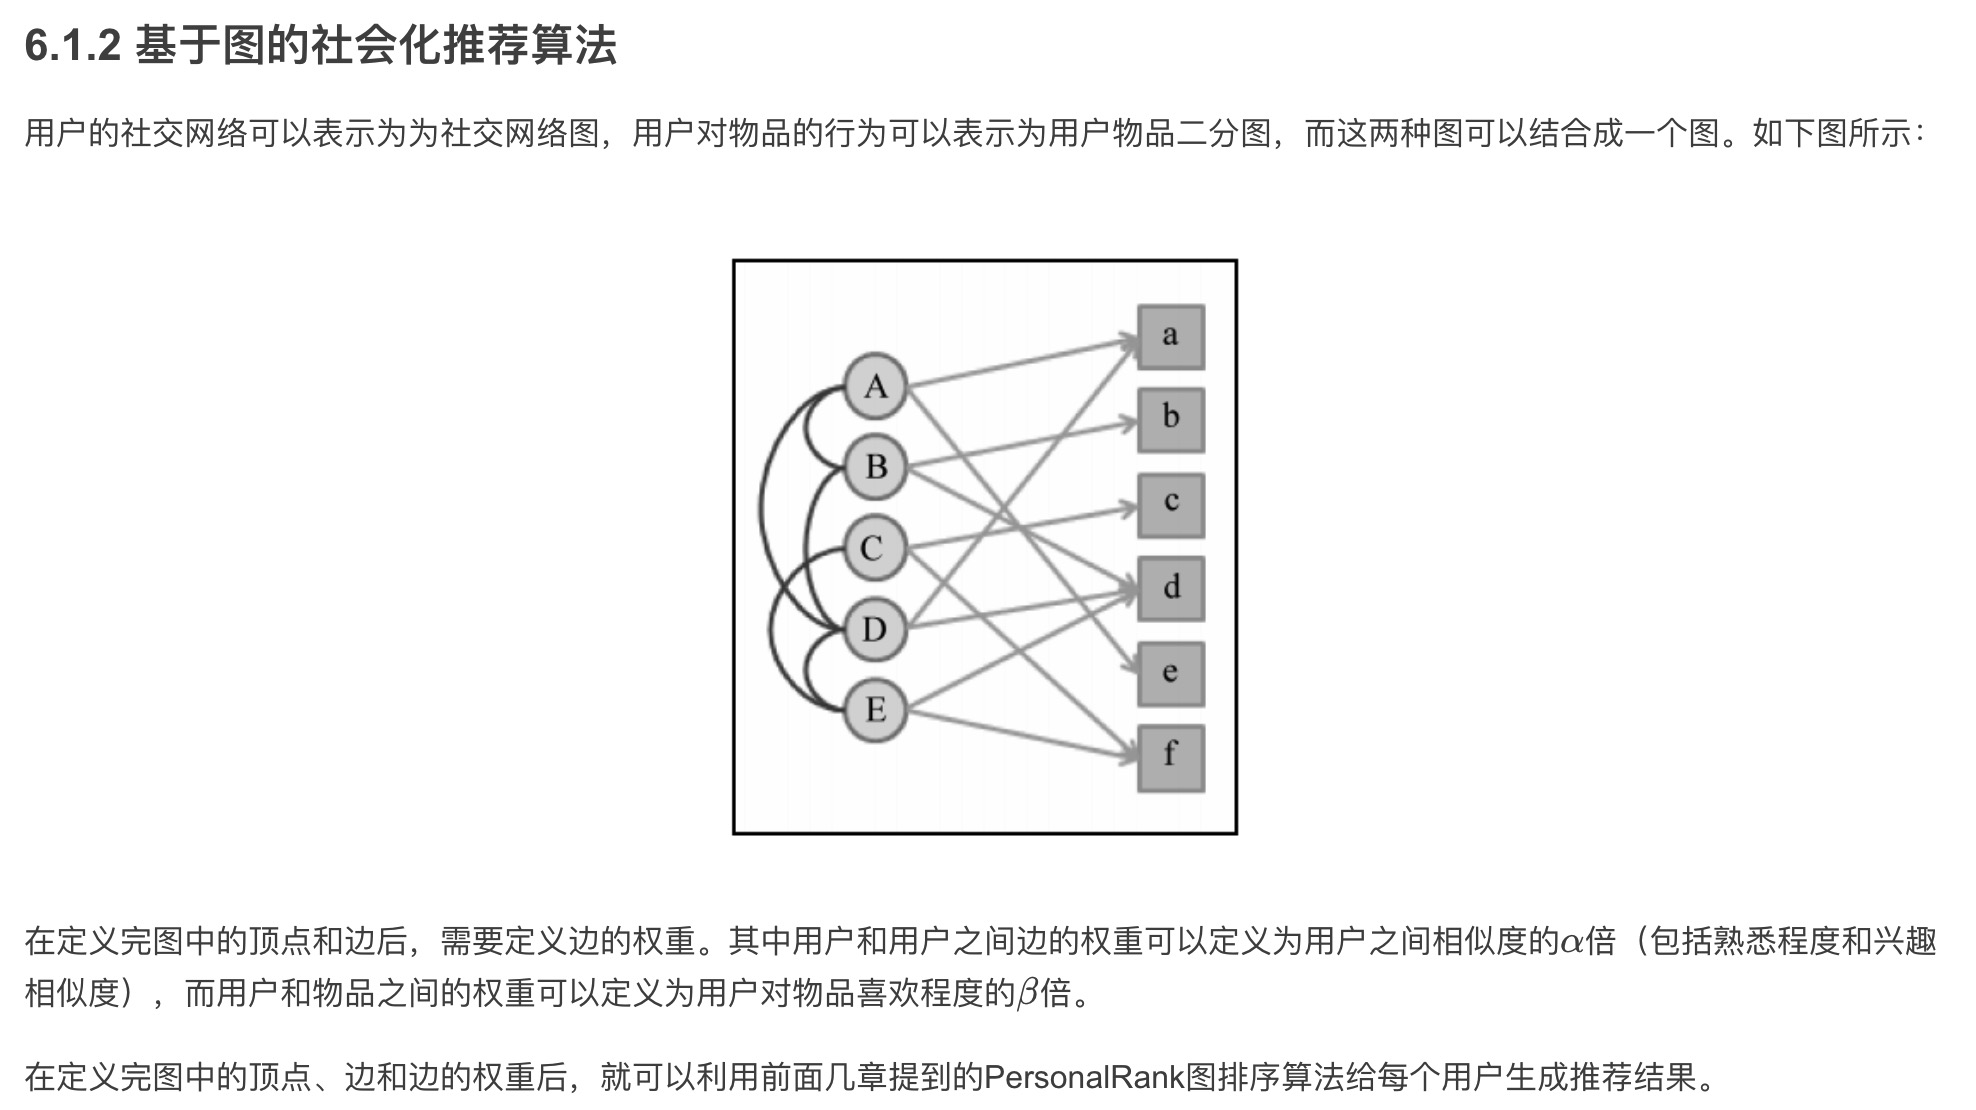 6.1.2 基于图的社会化推荐算法
用户的社交网络可以表示为为社交网络图，用户对物品的行为可以表示为用户物品二分图，而这两种图可以结合成一个图。如下图所示：
a
A
b
B
c
C
d
D
e
E
f
在定义完图中的顶点和边后，需要定义边的权重。其中用户和用户之间边的权重可以定义为用户之间相似度的α倍（包括熟悉程度和兴趣
相似度），而用户和物品之间的权重可以定义为用户对物品喜欢程度的β倍。
在定义完图中的顶点、边和边的权重后，就可以利用前面几章提到的PersonalRank图排序算法给每个用户生成推荐结果。